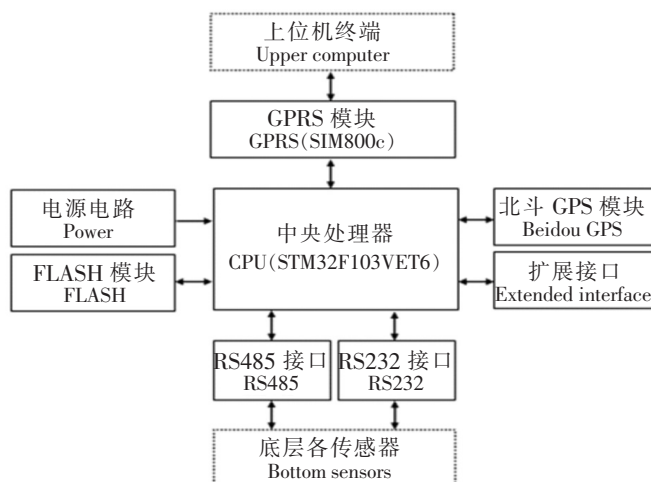 上位机终端
Upper computer
GPRS 模块
GPRS(SIM800c)
电源电路
Power
中央处理器
CPU(STM32F103VET6)
北斗 GPS 模块
Beidou GPS
FLASH 模块
FLASH
扩展接口
Extended interface
RS485 接口
RS485
RS232 接口
RS232
底层各传感器
Bottom sensors